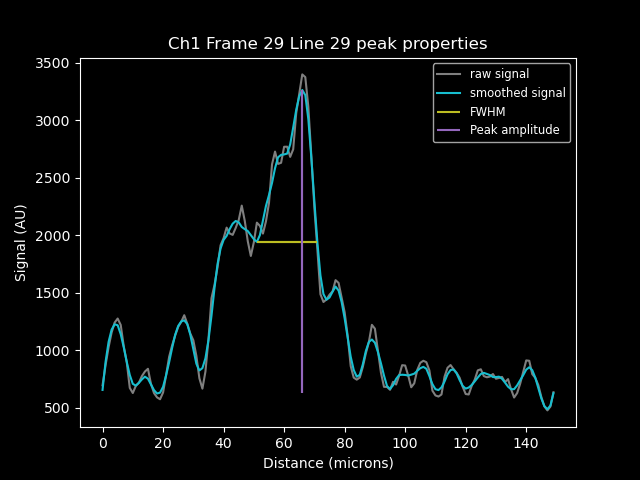 Ch1 Frame 29 Line 29 peak properties
raw signal
smoothed signal
FWHM
Peak amplitude
Signal (AU)
3500
3000
2500
2000
1500
1000
500
0 20 40 60 80 100 120 140
Distance (microns)